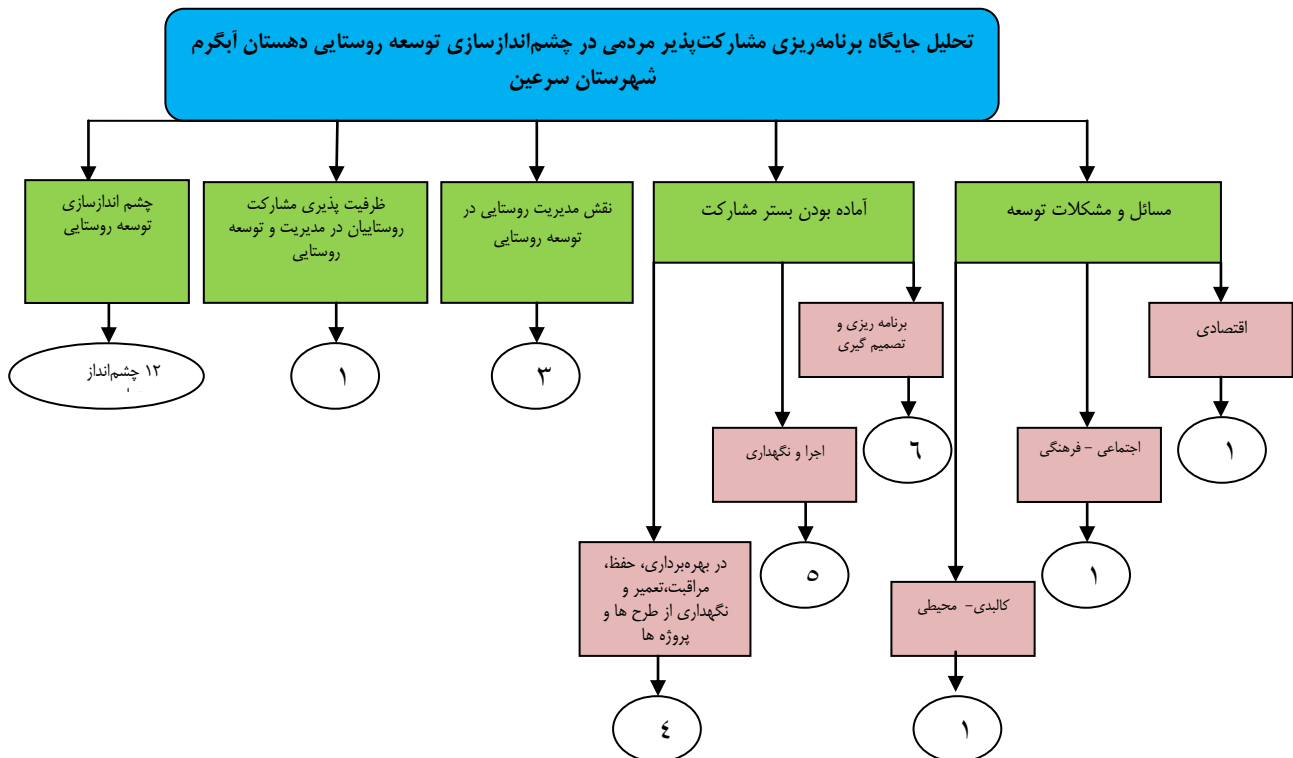 تحلیل جایگاه برنامه‌ریزی مشارکت‌پذیر مردمی در چشم‌اندازسازی توسعه روستایی دهستان آبگرم
شهرستان سرعین
مسائل و مشکلات توسعه
آماده بودن بستر مشارکت
نقش مدیریت روستایی در
توسعه روستایی
ظرفیت پذیری مشارکت
روستاییان در مدیریت و توسعه
روستایی
چشم اندازسازی
توسعه روستایی
اقتصادی
۱
اجتماعی - فرهنگی
۱
کالبدی- محیطی
۱
برنامه ریزی و
تصمیم گیری
٦
اجرا و نگهداری
٥
در بهره‌برداری، حفظ،
مراقبت،تعمیر و
نگهداری از طرح ها و
پروژه ها
٤
۳
۱
۱۲ چشم‌انداز